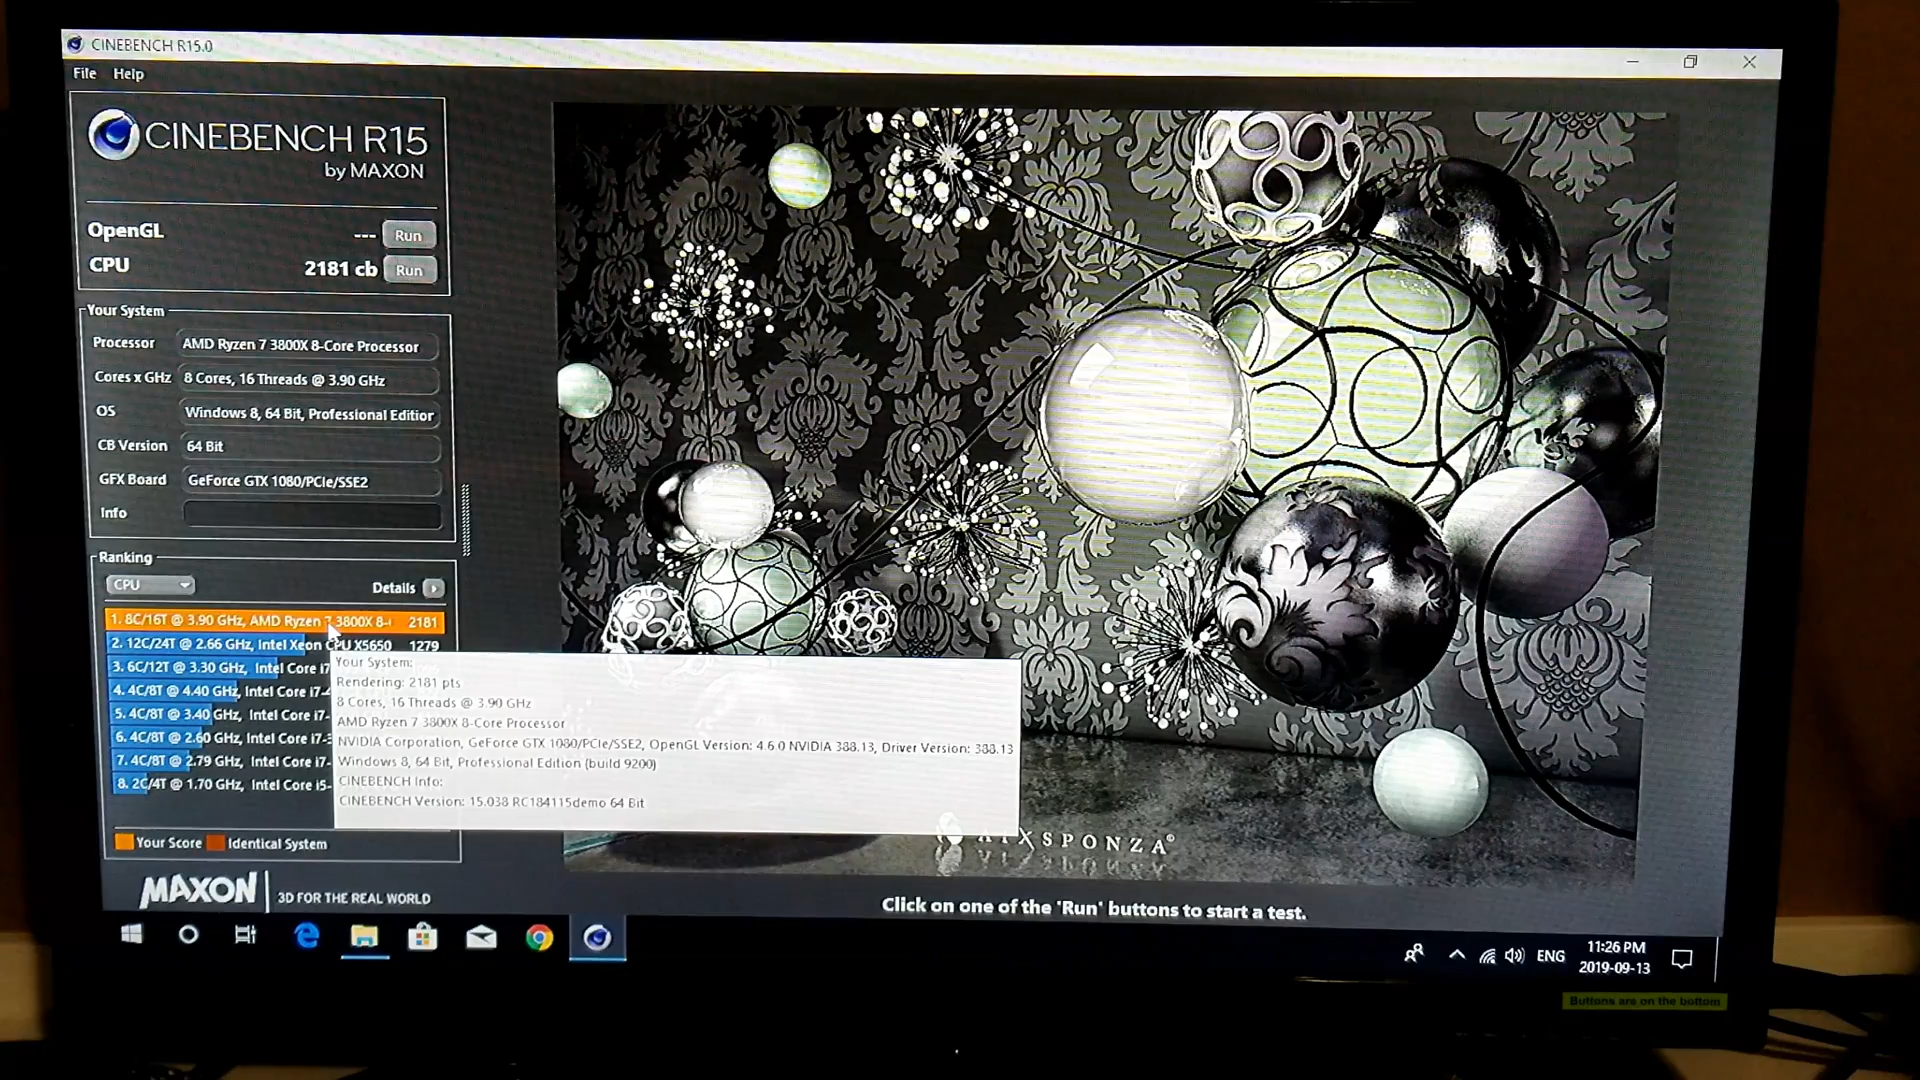 CINEBENCH R15.0
File Help
CINEBENCH R15
by MAXON
OpenGL --- Run
CPU 2181 cb Run
Your System
Processor AMD Ryzen 7 3800X 8-Core Processor
Cores x GHz 8 Cores, 16 Threads @ 3.90 GHz
OS Windows 8, 64 Bit, Professional Edition
CB Version 64 Bit
GFX Board GeForce GTX 1080/PCIe/SSE2
Info
Ranking
CPU Details
1. 8C/16T @ 3.90 GHz, AMD Ryzen 7 3800X 8- 2181
2. 12C/24T @ 2.66 GHz, Intel Xeon CPU X5650 1279
3. 6C/12T @ 3.30 GHz, Intel Core i7
4. 4C/8T @ 4.40 GHz, Intel Core i7-
5. 4C/8T @ 3.40 GHz, Intel Core i7-
6. 4C/8T @ 2.60 GHz, Intel Core i7-
7. 4C/8T @ 2.79 GHz, Intel Core i7-
8. 2C/4T @ 1.70 GHz, Intel Core i5-
Your System:
Rendering: 2181 pts
8 Cores, 16 Threads @ 3.90 GHz
AMD Ryzen 7 3800X 8-Core Processor
NVIDIA Corporation, GeForce GTX 1080/PCIe/SSE2, OpenGL Version: 4.6.0 NVIDIA 388.13, Driver Version: 388.13
Windows 8, 64 Bit, Professional Edition (build 9200)
CINEBENCH Info:
CINEBENCH Version: 15.038 RC184115demo 64 Bit
Your Score Identical System
MAXON 3D FOR THE REAL WORLD
AIXSPONZA©
Click on one of the 'Run' buttons to start a test.
ENG
11:26 PM
2019-09-13
Buttons are on the bottom